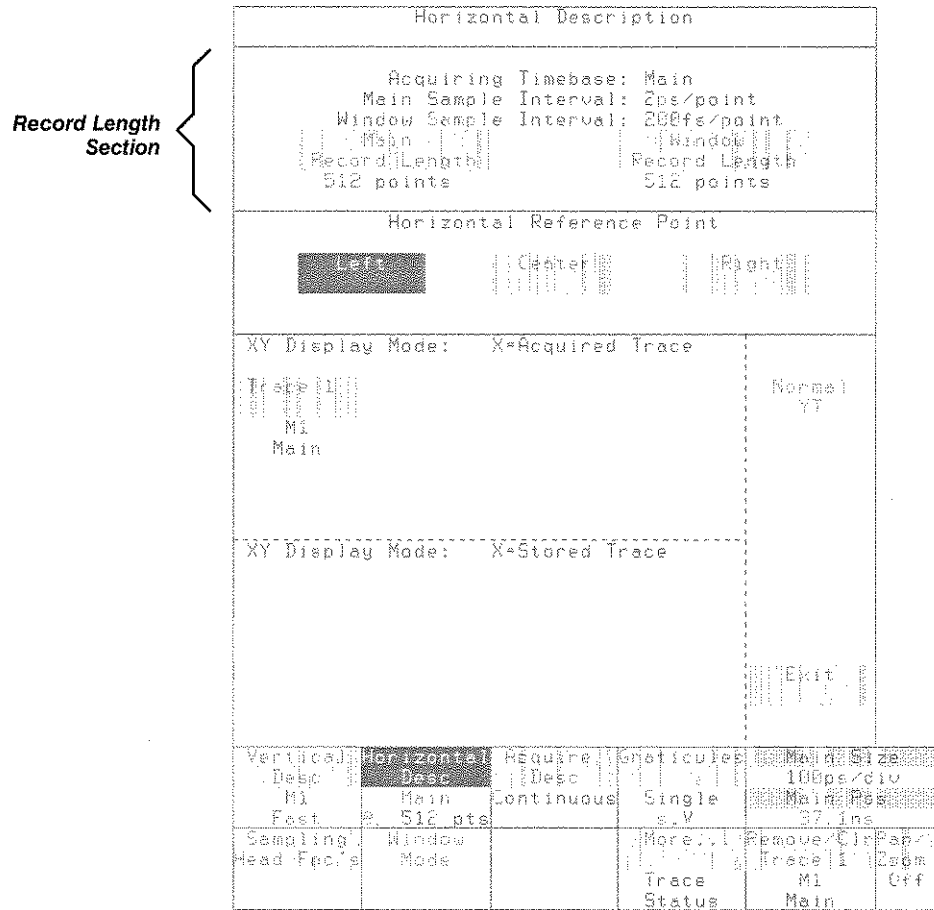 Horizontal Description
Record Length
Section
Acquiring Timebase: Main
Main Sample Interval: 2ps/point
Window Sample Interval: 200fs/point
Main Window
Record Length Record Length
512 points 512 points
Horizontal Reference Point
Left Center Right
XY Display Mode: X=Acquired Trace
Trace 1 Normal
M1 YT
Main
XY Display Mode: X=Stored Trace
Exit
Vertical Horizontal Acquire Graticules Main Size
Desc Desc Desc 100ps/div
M1 Main Continuous Single Main Pos
Fast 512 pts s.V
Sampling Window More... Remove/Clr Pan/
Head Fnc's Mode Trace 1 Zoom
Trace M1 Off
Status Main